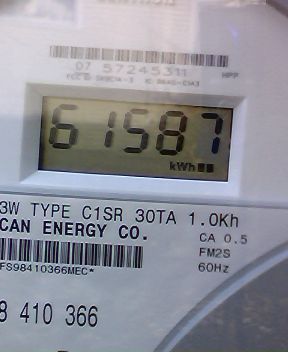 07 57245311 HPP
61587
kWh
3W TYPE C1SR 30TA 1.0Kh
CAN ENERGY CO. CA 0.5
FM2S
FS98410366MEC* 60Hz
8 410 366